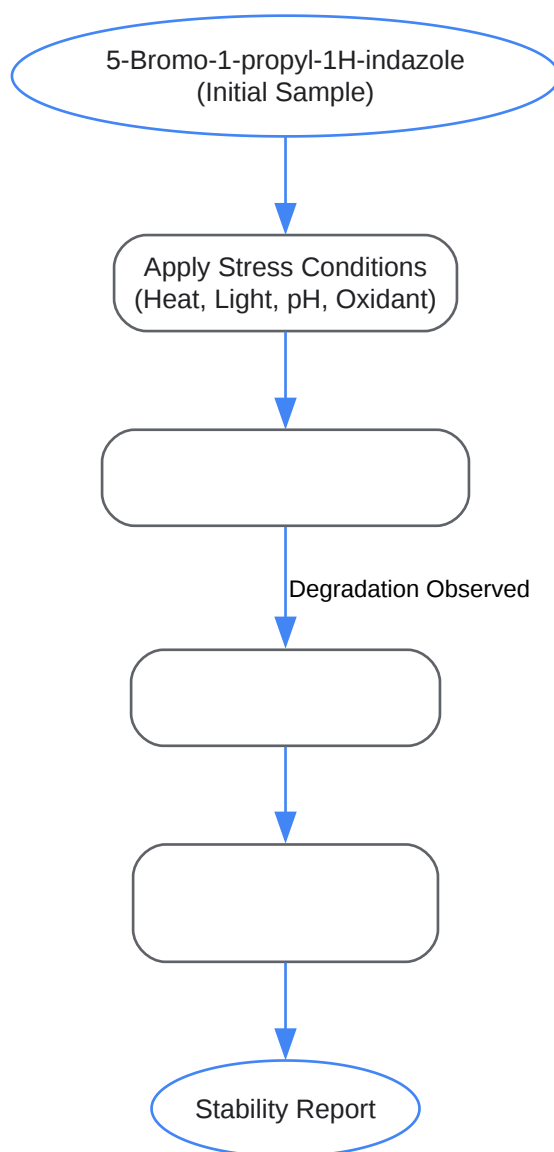 5-Bromo-1-propyl-1H-indazole
(Initial Sample)
Apply Stress Conditions
(Heat, Light, pH, Oxidant)
Degradation Observed
Stability Report